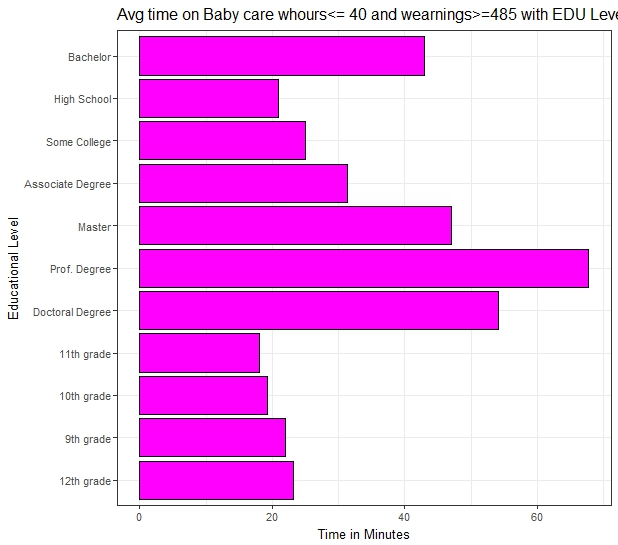 Avg time on Baby care whours<= 40 and wearnings>=485 with EDU Leve
Bachelor
High School
Some College
Associate Degree
Master
Prof. Degree
Doctoral Degree
11th grade
10th grade
9th grade
12th grade
Educational Level
0 20 40 60
Time in Minutes